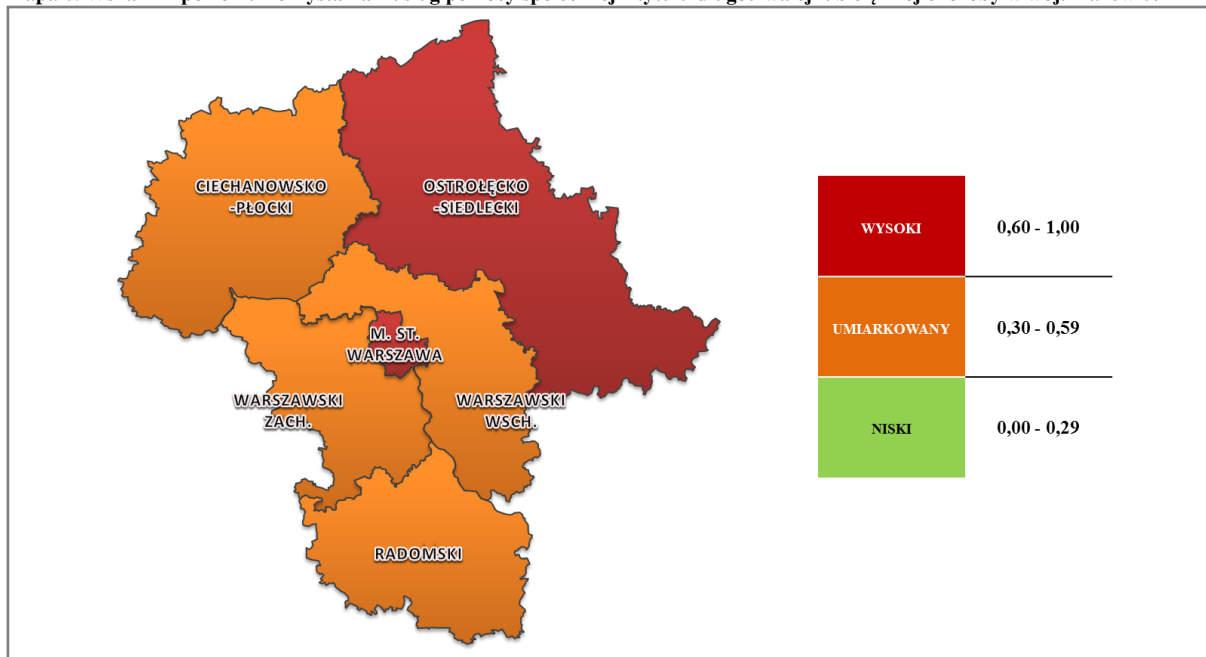 CIECHANOWSKO
-PŁOCKI
OSTROŁĘCKO
-SIEDLECKI
M. ST.
WARSZAWA
WARSZAWSKI
ZACH.
WARSZAWSKI
WSCH.
RADOMSKI
WYSOKI 0,60 - 1,00
UMIARKOWANY 0,30 - 0,59
NISKI 0,00 - 0,29